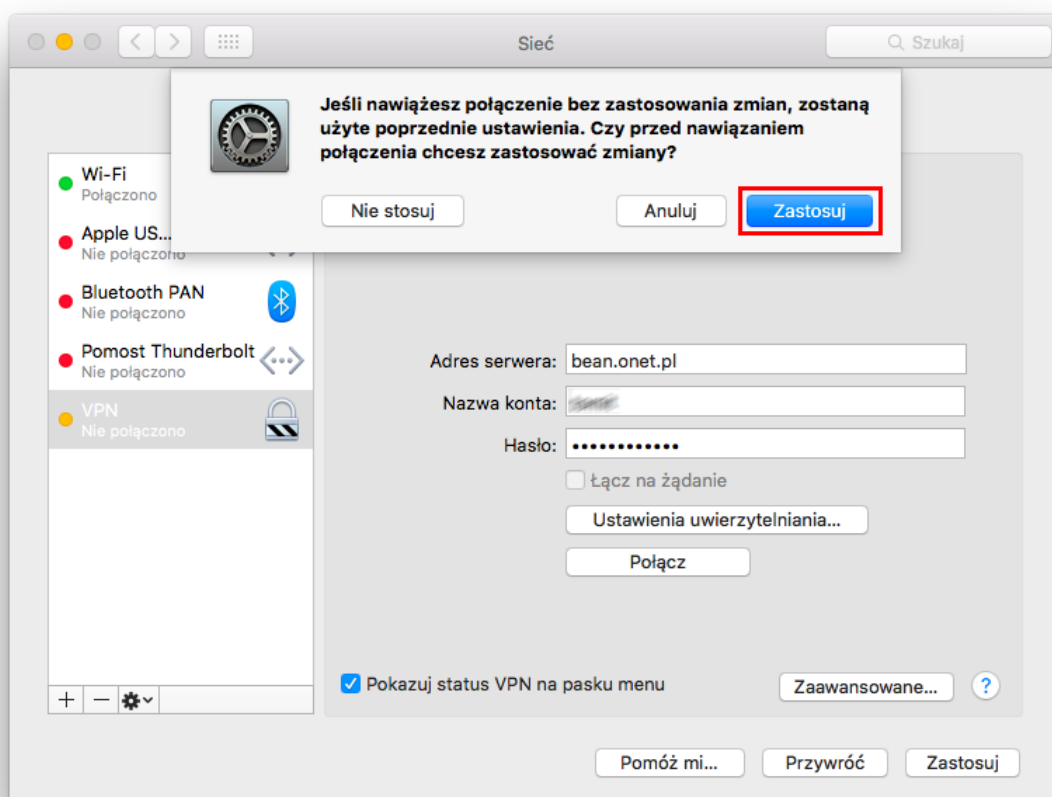 Sieć
Szukaj
Jeśli nawiążesz połączenie bez zastosowania zmian, zostaną
użyte poprzednie ustawienia. Czy przed nawiązaniem
połączenia chcesz zastosować zmiany?
Nie stosuj
Anuluj
Zastosuj
Wi-Fi
Połączono
Apple US...
Nie połączono
Bluetooth PAN
Nie połączono
Pomost Thunderbolt
Nie połączono
VPN
Nie połączono
Adres serwera: bean.onet.pl
Nazwa konta:
Hasło: ••••••••••••
Łącz na żądanie
Ustawienia uwierzytelniania...
Połącz
Pokazuj status VPN na pasku menu
Zaawansowane...
?
Pomóż mi...
Przywróć
Zastosuj